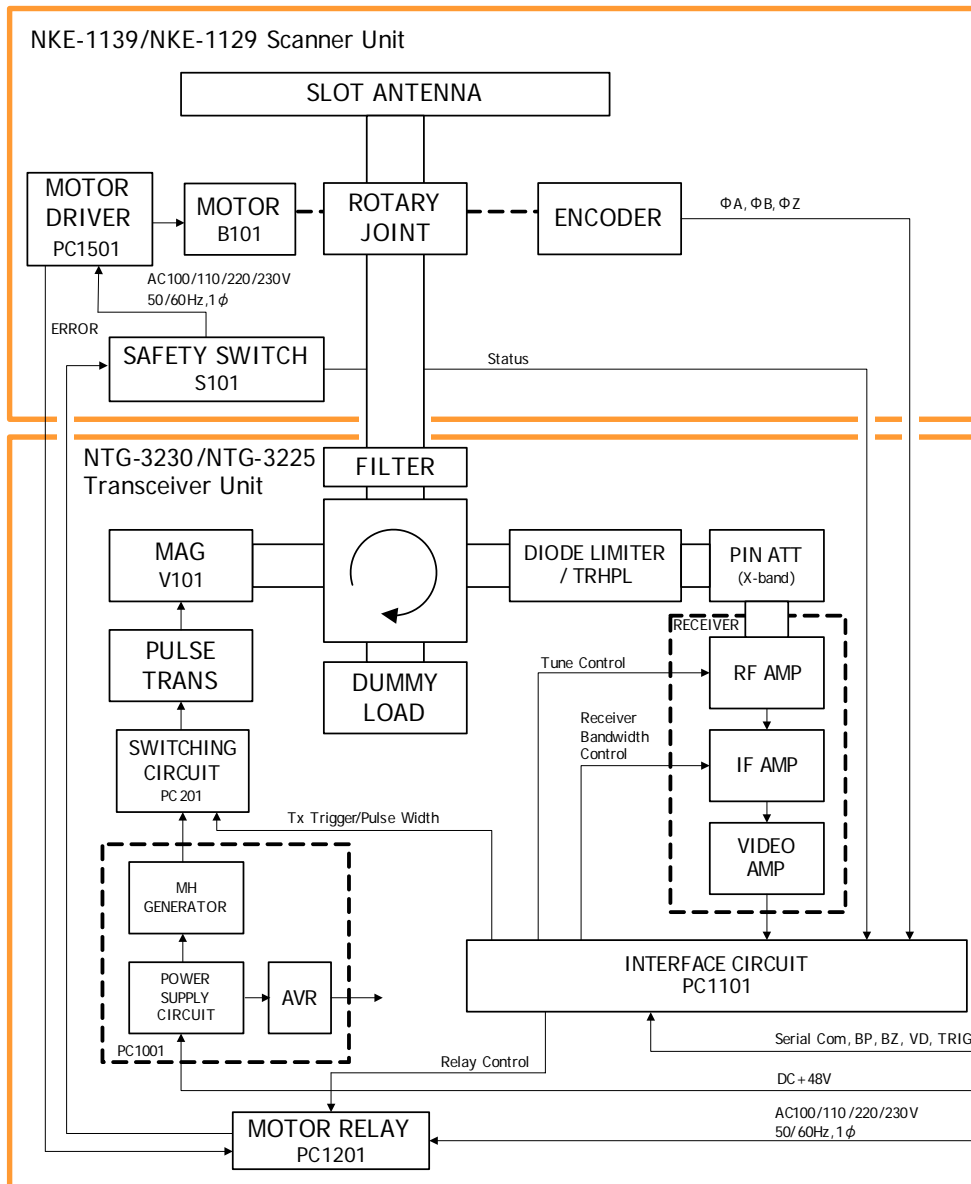 NKE-1139/NKE-1129 Scanner Unit
SLOT ANTENNA
MOTOR
DRIVER
PC1501
MOTOR
B101
ROTARY
JOINT
ENCODER
ΦA, ΦB, ΦZ
AC100/110/220/230V
50/60Hz,1φ
ERROR
SAFETY SWITCH
S101
Status
NTG-3230/NTG-3225
Transceiver Unit
FILTER
MAG
V101
DIODE LIMITER
/ TRHPL
PIN ATT
(X-band)
RECEIVER
PULSE
TRANS
DUMMY
LOAD
Tune Control
RF AMP
Receiver
Bandwidth
Control
IF AMP
SWITCHING
CIRCUIT
PC201
Tx Trigger/Pulse Width
VIDEO
AMP
MH
GENERATOR
POWER
SUPPLY
CIRCUIT
AVR
PC1001
INTERFACE CIRCUIT
PC1101
Serial Com, BP, BZ, VD, TRIG
Relay Control
DC+48V
MOTOR RELAY
PC1201
AC100/110/220/230V
50/60Hz,1φ